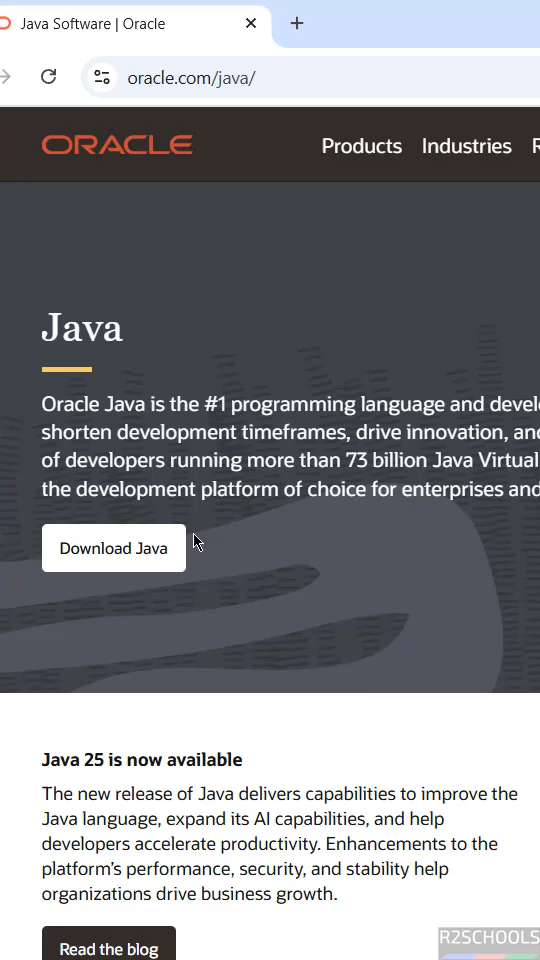 Java Software | Oracle
oracle.com/java/
ORACLE
Products Industries R
Java
Oracle Java is the #1 programming language and devel
shorten development timeframes, drive innovation, and
of developers running more than 73 billion Java Virtual
the development platform of choice for enterprises and
Download Java
Java 25 is now available
The new release of Java delivers capabilities to improve the
Java language, expand its AI capabilities, and help
developers accelerate productivity. Enhancements to the
platform's performance, security, and stability help
organizations drive business growth.
Read the blog
R2SCHOOLS